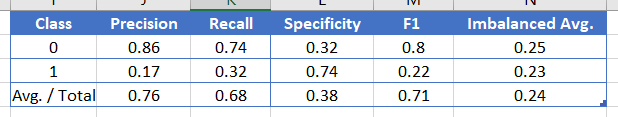 Class Precision Recall Specificity F1 Imbalanced Avg.
0 0.86 0.74 0.32 0.8 0.25
1 0.17 0.32 0.74 0.22 0.23
Avg. / Total 0.76 0.68 0.38 0.71 0.24